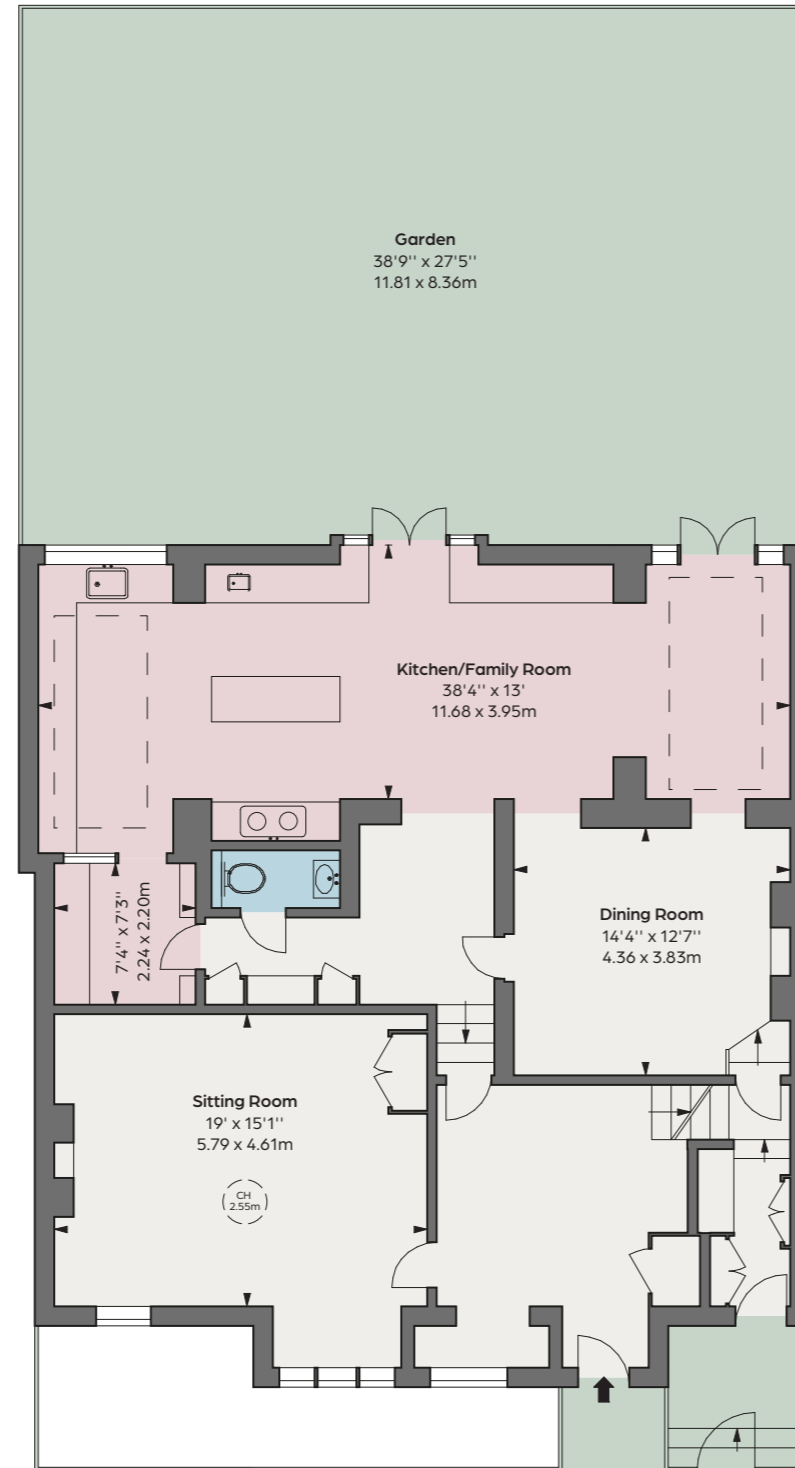 Garden
38'9'' x 27'5''
11.81 x 8.36m
Kitchen/Family Room
38'4'' x 13'
11.68 x 3.95m
7'4'' x 7'3''
2.24 x 2.20m
Dining Room
14'4'' x 12'7''
4.36 x 3.83m
Sitting Room
19' x 15'1''
5.79 x 4.61m
CH
2.55m